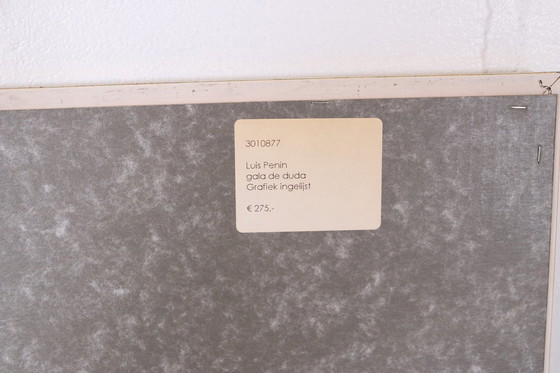 3010877
Luis Penin
gala de duda
Grafiek ingelijst
€ 275,-